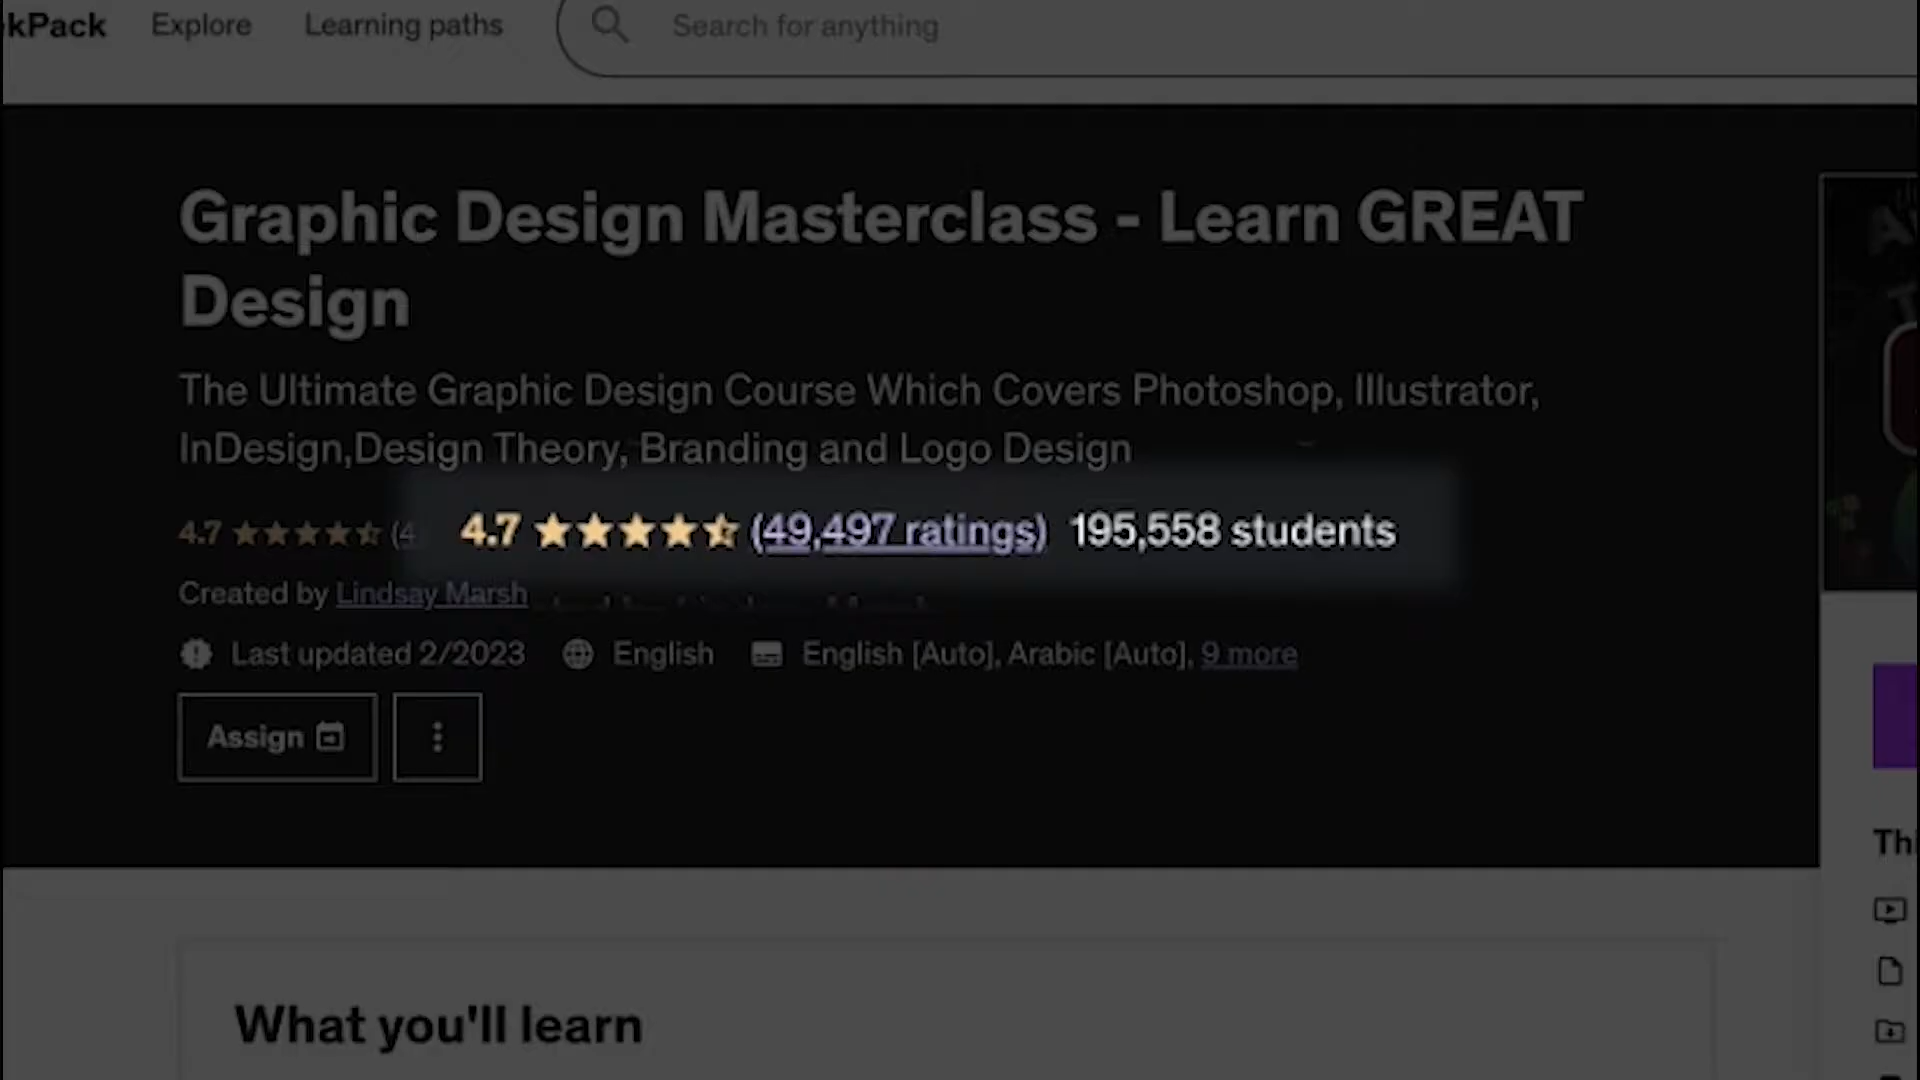 kPack Explore Learning paths Search for anything
Graphic Design Masterclass - Learn GREAT
Design
The Ultimate Graphic Design Course Which Covers Photoshop, Illustrator,
InDesign,Design Theory, Branding and Logo Design
4.7 (4
4.7 (49,497 ratings) 195,558 students
Created by Lindsay Marsh
Last updated 2/2023 English English [Auto], Arabic [Auto], 9 more
Assign
Thi
What you'll learn